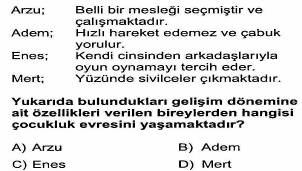 Arzu; Belli bir mesleği seçmiştir ve
çalışmaktadır.
Adem; Hızlı hareket edemez ve çabuk
yorulur.
Enes; Kendi cinsinden arkadaşlarıyla
oyun oynamayı tercih eder.
Mert; Yüzünde sivilceler çıkmaktadır.
Yukarıda bulundukları gelişim dönemine
ait özellikleri verilen bireylerden hangisi
çocukluk evresini yaşamaktadır?
A) Arzu B) Adem
C) Enes D) Mert